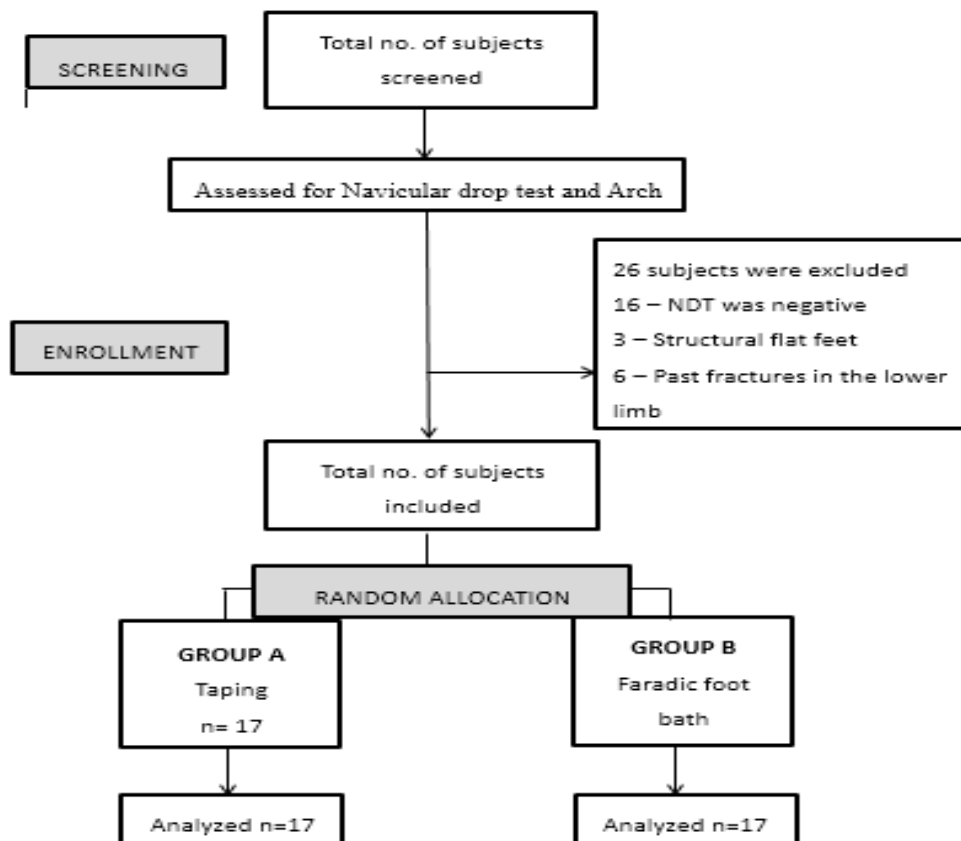 Total no. of subjects
screened
SCREENING
Assessed for Navicular drop test and Arch
26 subjects were excluded
16 – NDT was negative
3 – Structural flat feet
6 – Past fractures in the lower
limb
ENROLLMENT
Total no. of subjects
included
RANDOM ALLOCATION
GROUP A
Taping
n= 17
GROUP B
Faradic foot
bath
Analyzed n=17
Analyzed n=17